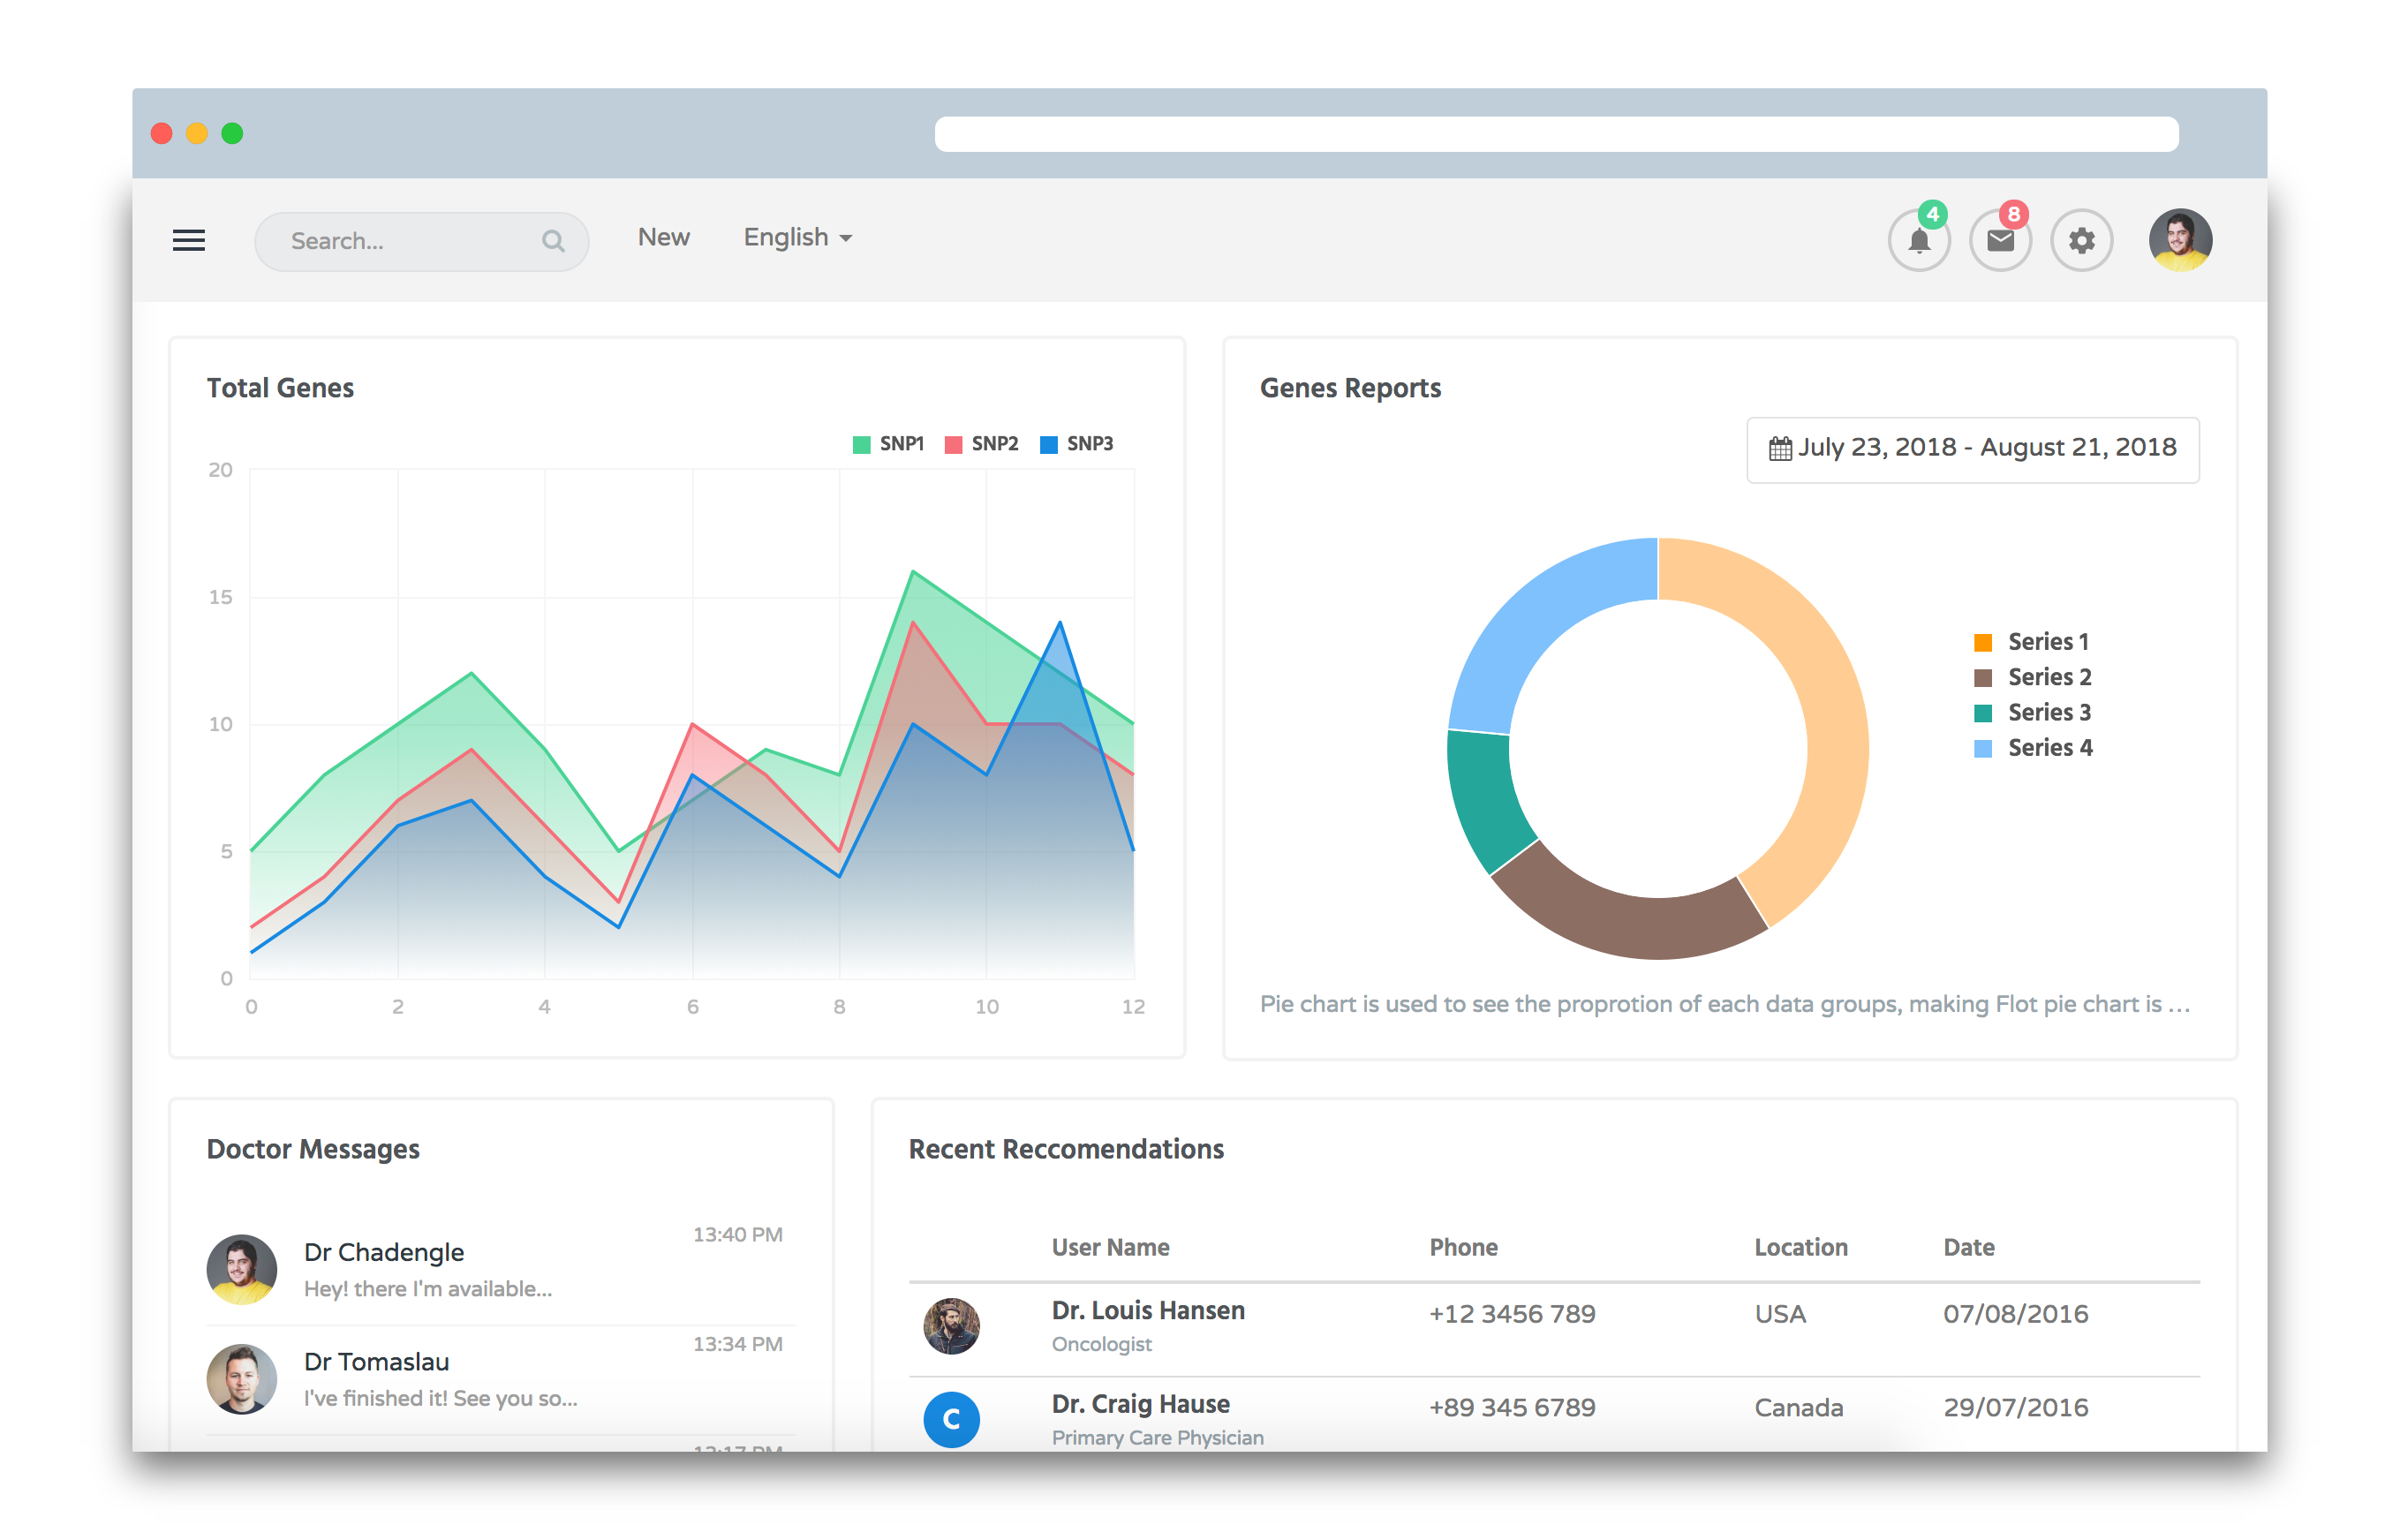 Search...
New
English
4
8
Total Genes
SNP1 SNP2 SNP3
20
15
10
5
0
0 2 4 6 8 10 12
Genes Reports
July 23, 2018 - August 21, 2018
Series 1
Series 2
Series 3
Series 4
Pie chart is used to see the proprotion of each data groups, making Flot pie chart is ...
Doctor Messages
13:40 PM
Dr Chadengle
Hey! there I'm available...
13:34 PM
Dr Tomaslau
I've finished it! See you so...
13:17 PM
Recent Reccomendations
User Name Phone Location Date
Dr. Louis Hansen +12 3456 789 USA 07/08/2016
Oncologist
C Dr. Craig Hause +89 345 6789 Canada 29/07/2016
Primary Care Physician